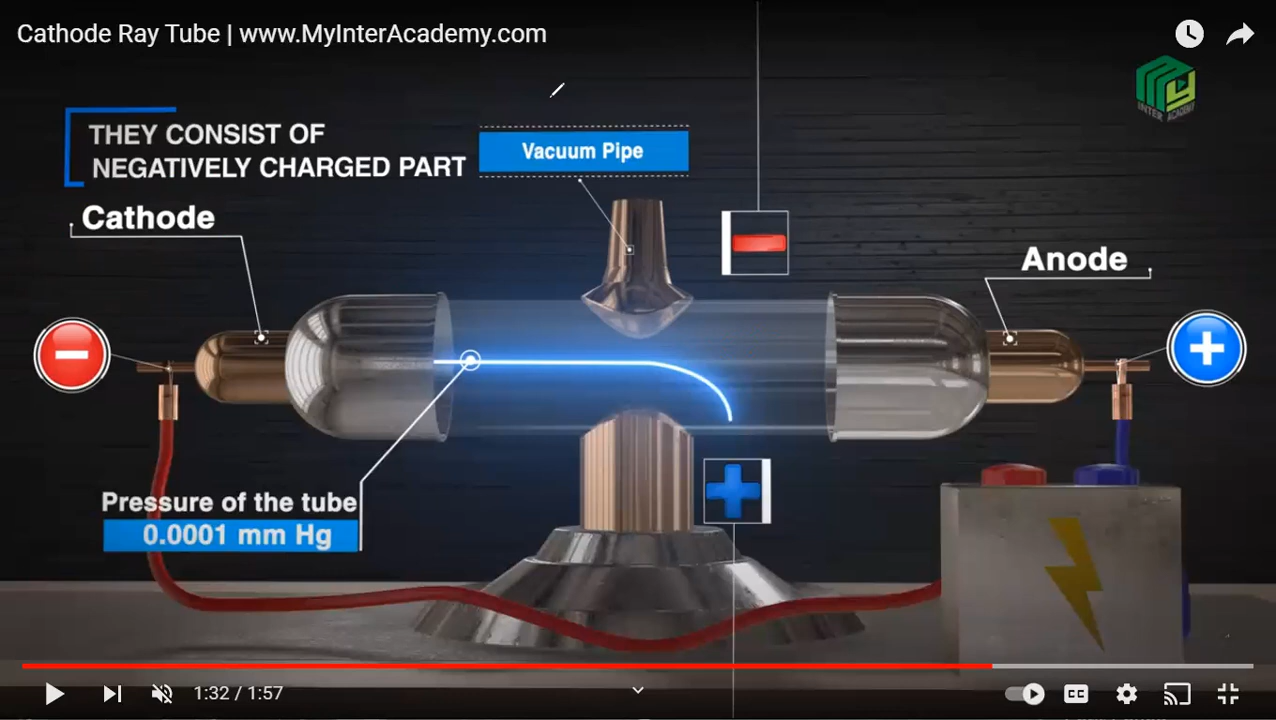 Cathode Ray Tube | www.MyInterAcademy.com
INTER ACADEMY
THEY CONSIST OF
NEGATIVELY CHARGED PART
Vacuum Pipe
Cathode
Anode
Pressure of the tube
0.0001 mm Hg
1:32 / 1:57
CC